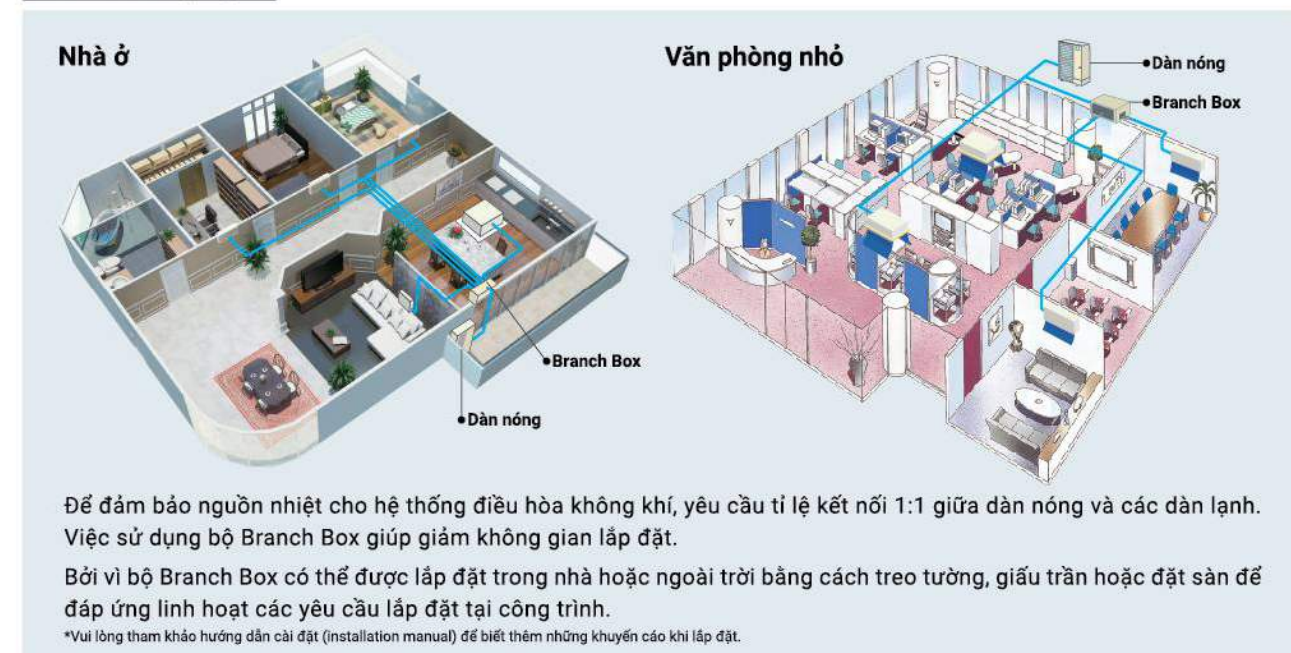 Nhà ở
Văn phòng nhỏ
Dàn nóng
Branch Box
Branch Box
Dàn nóng
Để đảm bảo nguồn nhiệt cho hệ thống điều hòa không khí, yêu cầu tỉ lệ kết nối 1:1 giữa dàn nóng và các dàn lạnh.
Việc sử dụng bộ Branch Box giúp giảm không gian lắp đặt.
Bởi vì bộ Branch Box có thể được lắp đặt trong nhà hoặc ngoài trời bằng cách treo tường, giấu trần hoặc đặt sàn để
đáp ứng linh hoạt các yêu cầu lắp đặt tại công trình.
*Vui lòng tham khảo hướng dẫn cài đặt (installation manual) để biết thêm những khuyến cáo khi lắp đặt.